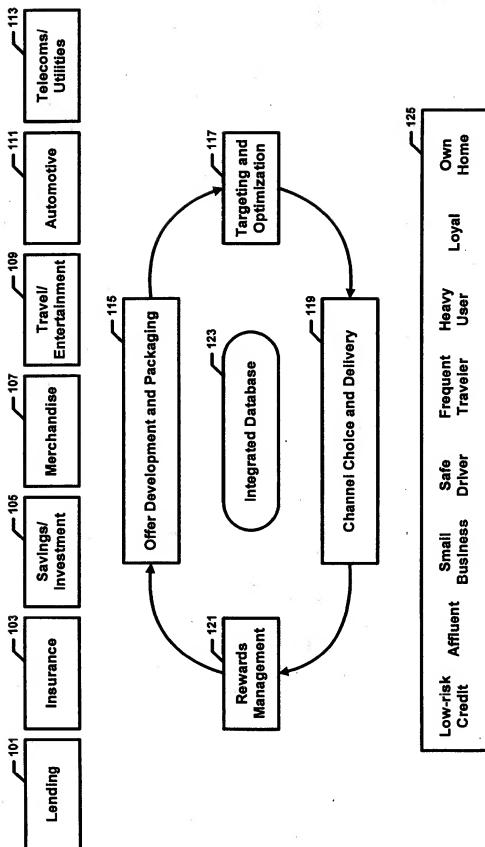 101
Lending
103
Insurance
105
Savings/
Investment
107
Merchandise
109
Travel/
Entertainment
111
Automotive
113
Telecoms/
Utilities
115
Offer Development and Packaging
121
Rewards
Management
123
Integrated Database
117
Targeting and
Optimization
119
Channel Choice and Delivery
125
Low-risk
Credit
Affluent
Small
Business
Safe
Driver
Frequent
Traveler
Heavy
User
Loyal
Own
Home